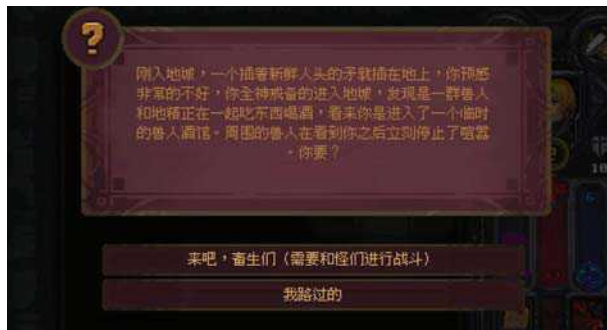 刚入地城，一个插着新鲜人头的矛就插在地上，你预感
非常的不好，你全神戒备的进入地城，发现是一群兽人
和地精正在一起吃东西喝酒，看来你是进入了一个临时
的兽人酒馆。周围的兽人在看到你之后立刻停止了喧嚣
。你要？
来吧，畜生们（需要和怪们进行战斗）
我路过的